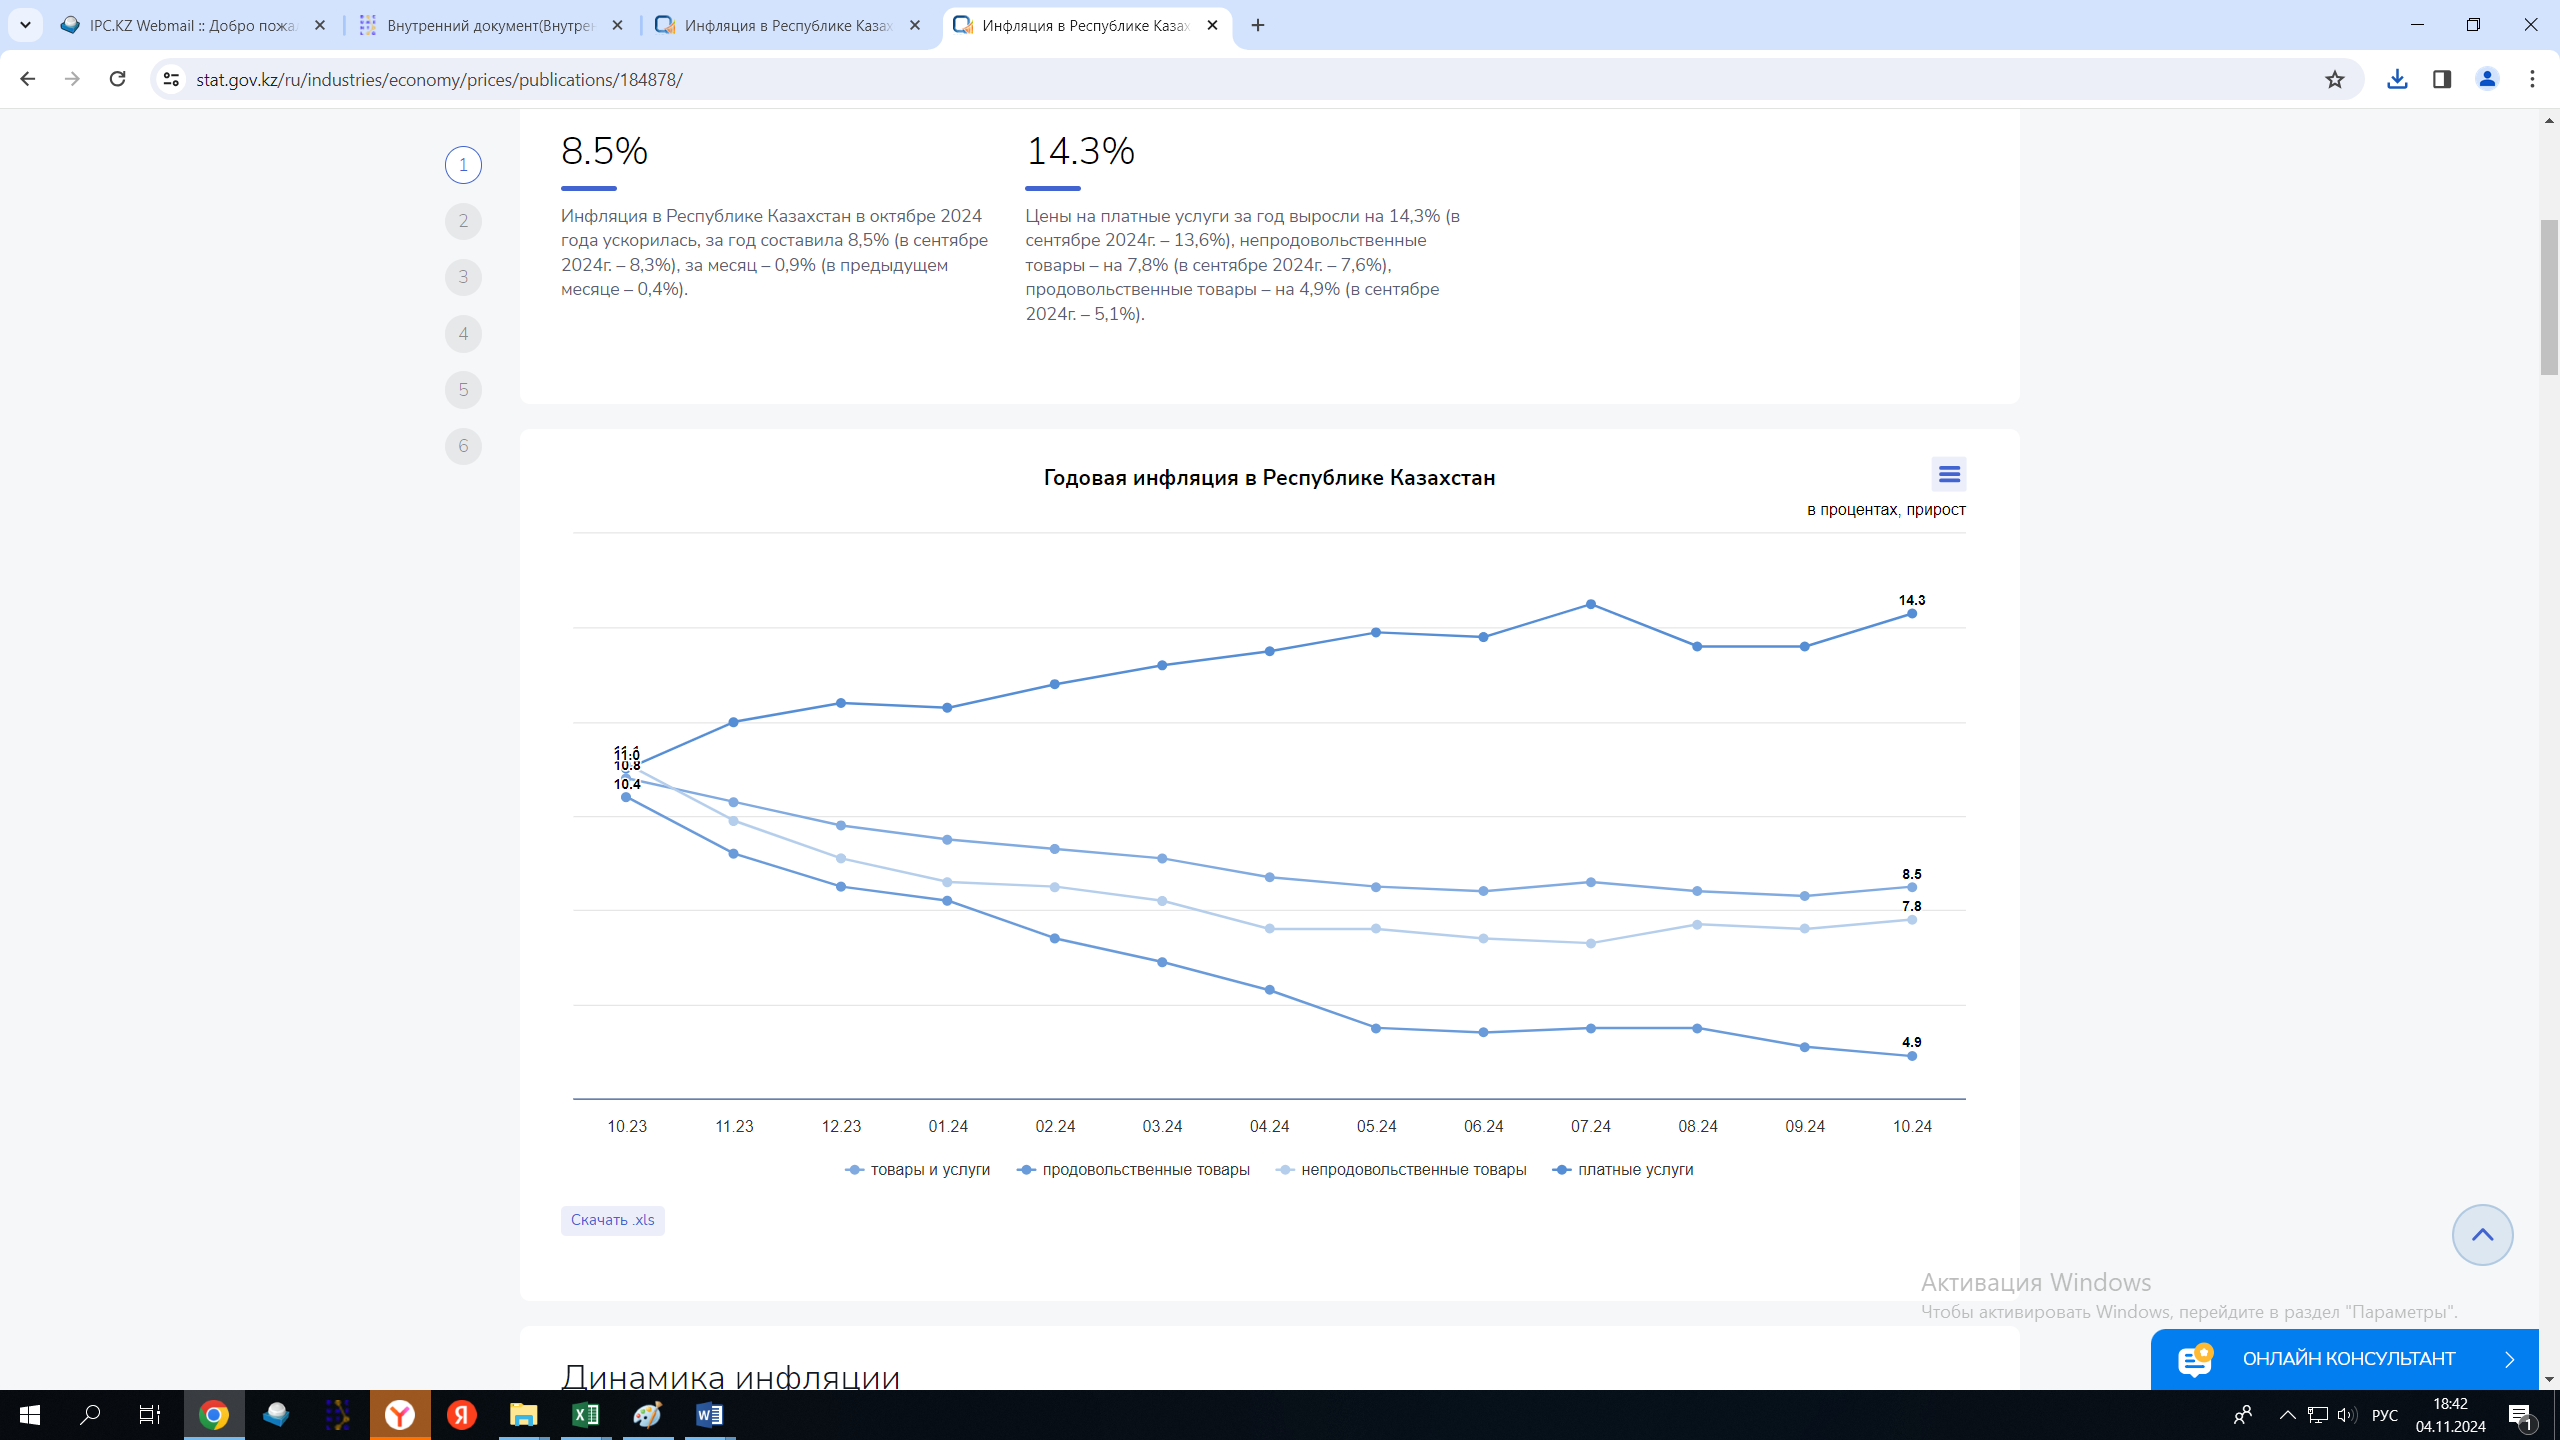 IPC.KZ Webmail :: Добро пожа
Внутренний документ(Внутрен
Инфляция в Республике Казах
Инфляция в Республике Казах
stat.gov.kz/ru/industries/economy/prices/publications/184878/
1
2
3
4
5
6
8.5%
Инфляция в Республике Казахстан в октябре 2024
года ускорилась, за год составила 8,5% (в сентябре
2024г. – 8,3%), за месяц – 0,9% (в предыдущем
месяце – 0,4%).
14.3%
Цены на платные услуги за год выросли на 14,3% (в
сентябре 2024г. – 13,6%), непродовольственные
товары – на 7,8% (в сентябре 2024г. – 7,6%),
продовольственные товары – на 4,9% (в сентябре
2024г. – 5,1%).
Годовая инфляция в Республике Казахстан
в процентах, прирост
14.3
11.0
10.8
10.4
8.5
7.8
4.9
10.23 11.23 12.23 01.24 02.24 03.24 04.24 05.24 06.24 07.24 08.24 09.24 10.24
товары и услуги продовольственные товары непродовольственные товары платные услуги
Скачать .xls
Динамика инфляции
Активация Windows
Чтобы активировать Windows, перейдите в раздел "Параметры".
ОНЛАЙН КОНСУЛЬТАНТ
РУС
18:42
04.11.2024
1